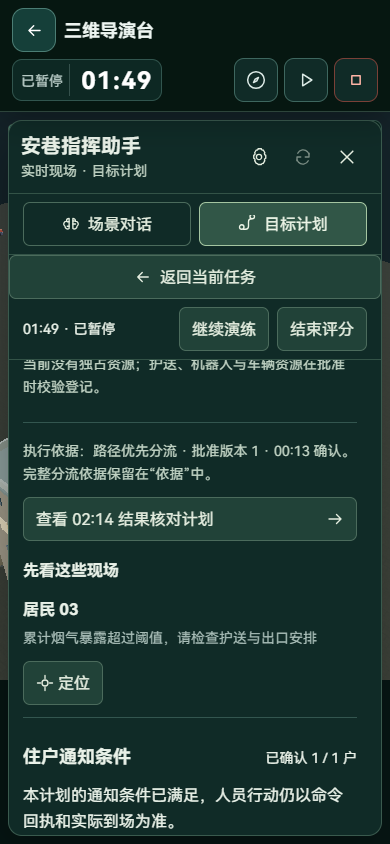 三维导演台
已暂停 01:49
安巷指挥助手
实时现场 · 目标计划
场景对话
目标计划
返回当前任务
01:49 · 已暂停
继续演练
结束评分
当前没有独占资源；护送、机器人与车辆资源在批准
时校验登记。
执行依据：路径优先分流 · 批准版本 1 · 00:13 确认。
完整分流依据保留在“依据”中。
查看 02:14 结果核对计划
先看这些现场
居民 03
累计烟气暴露超过阈值，请检查护送与出口安排
定位
住户通知条件
已确认 1 / 1 户
本计划的通知条件已满足，人员行动仍以命令
回执和实际到场为准。